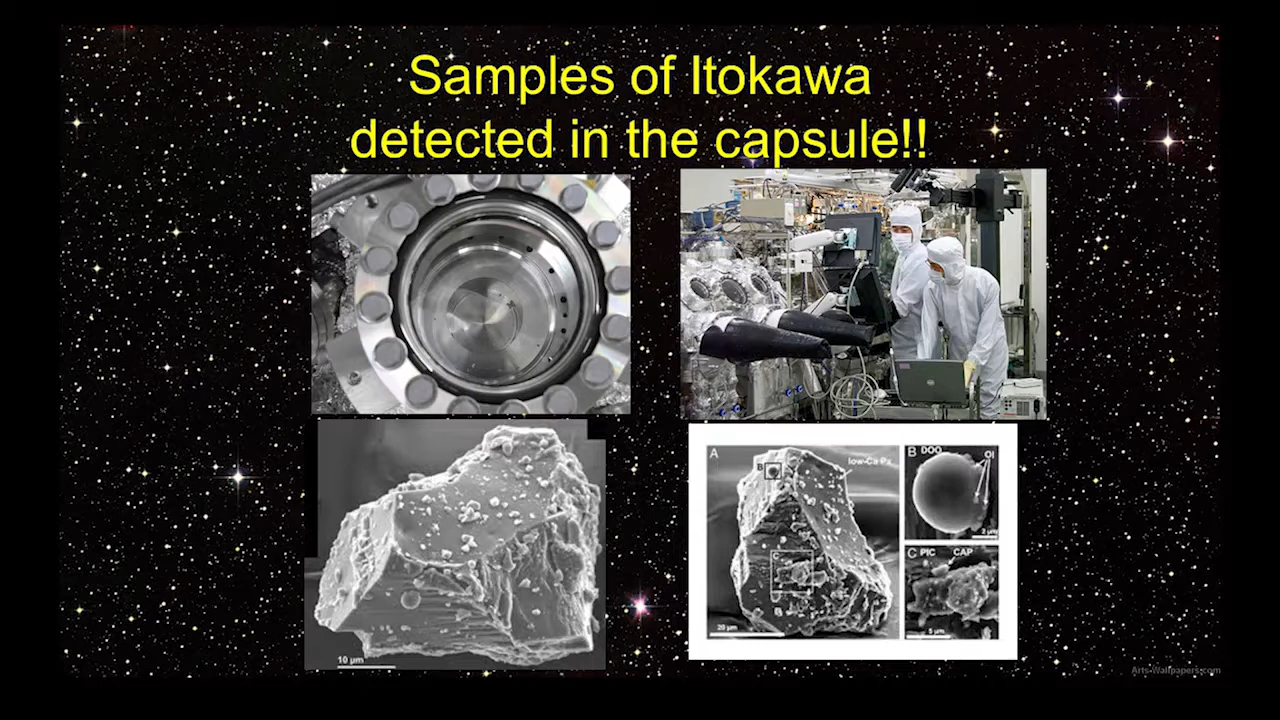 Samples of Itokawa
detected in the capsule!!
10 µm
A
low-Ca Px
B
C
20 µm
B DOO Ol
2 µm
C PIC CAP
5 µm
Arts-Wallpapers.com